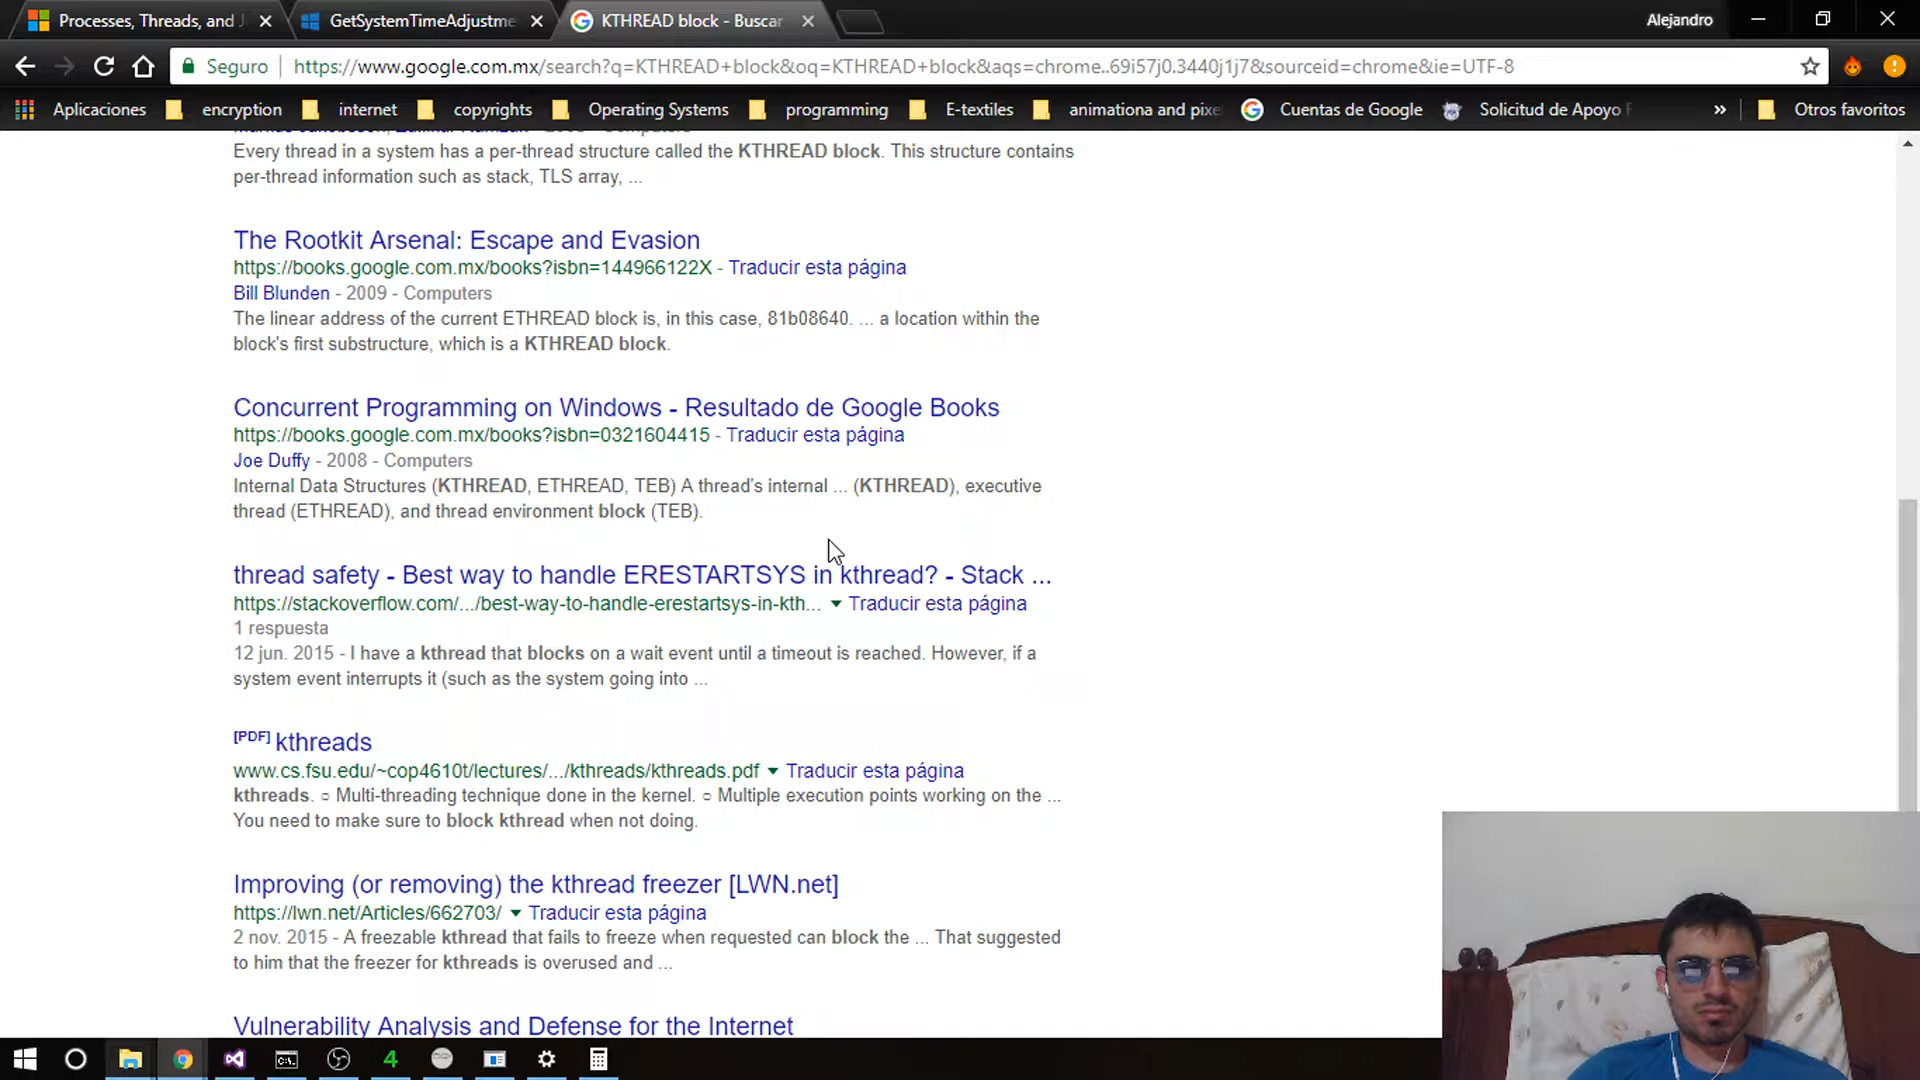 Processes, Threads, and J
GetSystemTimeAdjustme
KTHREAD block - Buscar
Alejandro
Seguro
https://www.google.com.mx/search?q=KTHREAD+block&oq=KTHREAD+block&aqs=chrome..69i57j0.3440j1j7&sourceid=chrome&ie=UTF-8
Aplicaciones encryption internet copyrights Operating Systems programming E-textiles animationa and pixe Cuentas de Google Solicitud de Apoyo » Otros favoritos
Every thread in a system has a per-thread structure called the KTHREAD block. This structure contains
per-thread information such as stack, TLS array, ...
The Rootkit Arsenal: Escape and Evasion
https://books.google.com.mx/books?isbn=144966122X - Traducir esta página
Bill Blunden - 2009 - Computers
The linear address of the current ETHREAD block is, in this case, 81b08640. ... a location within the
block's first substructure, which is a KTHREAD block.
Concurrent Programming on Windows - Resultado de Google Books
https://books.google.com.mx/books?isbn=0321604415 - Traducir esta página
Joe Duffy - 2008 - Computers
Internal Data Structures (KTHREAD, ETHREAD, TEB) A thread's internal ... (KTHREAD), executive
thread (ETHREAD), and thread environment block (TEB).
thread safety - Best way to handle ERESTARTSYS in kthread? - Stack ...
https://stackoverflow.com/.../best-way-to-handle-erestartsys-in-kth... Traducir esta página
1 respuesta
12 jun. 2015 - I have a kthread that blocks on a wait event until a timeout is reached. However, if a
system event interrupts it (such as the system going into ...
[PDF] kthreads
www.cs.fsu.edu/~cop4610t/lectures/.../kthreads/kthreads.pdf Traducir esta página
kthreads. ○ Multi-threading technique done in the kernel. ○ Multiple execution points working on the ...
You need to make sure to block kthread when not doing.
Improving (or removing) the kthread freezer [LWN.net]
https://lwn.net/Articles/662703/ Traducir esta página
2 nov. 2015 - A freezable kthread that fails to freeze when requested can block the ... That suggested
to him that the freezer for kthreads is overused and ...
Vulnerability Analysis and Defense for the Internet
4